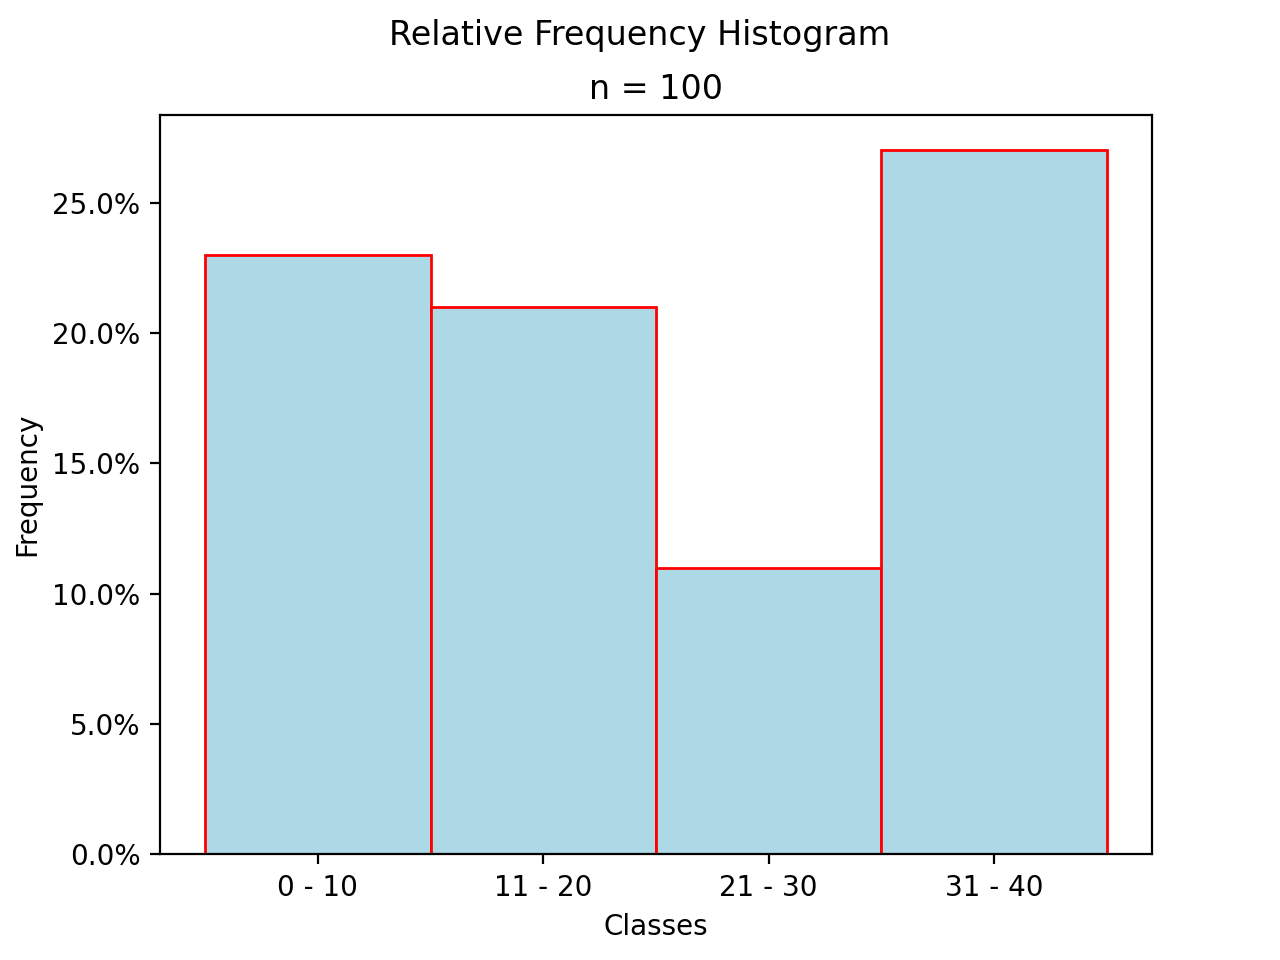 Relative Frequency Histogram
n = 100
25.0%
20.0%
15.0%
10.0%
5.0%
0.0%
Frequency
0 - 10
11 - 20
21 - 30
31 - 40
Classes